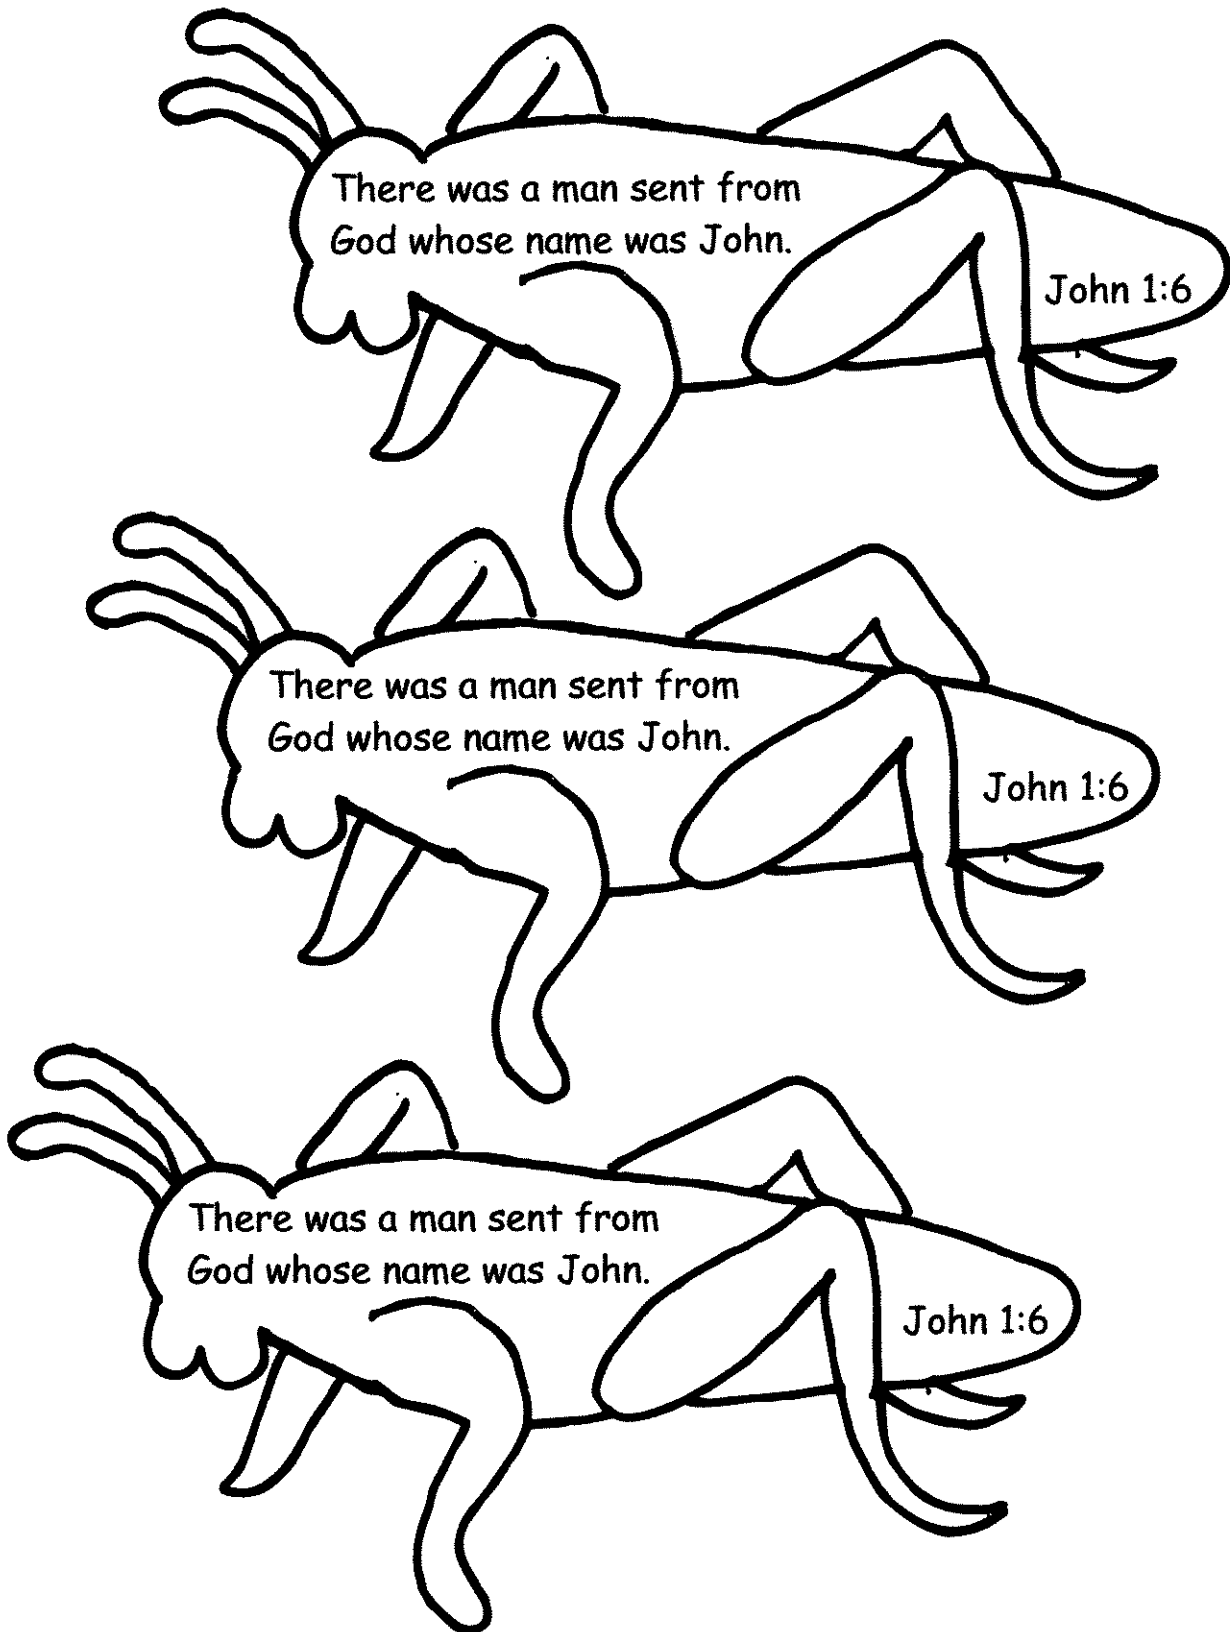 There was a man sent from
God whose name was John.
John 1:6
There was a man sent from
God whose name was John.
John 1:6
There was a man sent from
God whose name was John.
John 1:6